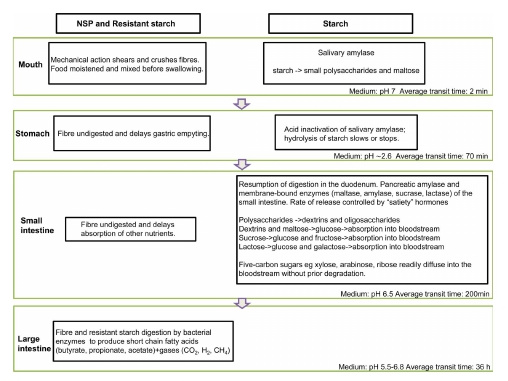 NSP and Resistant starch
Starch
Mouth
Mechanical action shears and crushes fibres.
Food moistened and mixed before swallowing.
Salivary amylase
starch -> small polysaccharides and maltose
Medium: pH 7 Average transit time: 2 min
Stomach
Fibre undigested and delays gastric empyting.
Acid inactivation of salivary amylase;
hydrolysis of starch slows or stops.
Medium: pH ~2.6 Average transit time: 70 min
Small
intestine
Fibre undigested and delays
absorption of other nutrients.
Resumption of digestion in the duodenum. Pancreatic amylase and
membrane-bound enzymes (maltase, amylase, sucrase, lactase) of the
small intestine. Rate of release controlled by "satiety" hormones
Polysaccharides ->dextrins and oligosaccharides
Dextrins and maltose->glucose->absorption into bloodstream
Sucrose->glucose and fructose->absorption into bloodstream
Lactose->glucose and galactose->absorption into bloodstream
Five-carbon sugars eg xylose, arabinose, ribose readily diffuse into the
bloodstream without prior degradation.
Medium: pH 6.5 Average transit time: 200min
Large
intestine
Fibre and resistant starch digestion by bacterial
enzymes to produce short chain fatty acids
(butyrate, propionate, acetate)+gases (CO₂, H₂, CH₄)
Medium: pH 5.5-6.8 Average transit time: 36 h